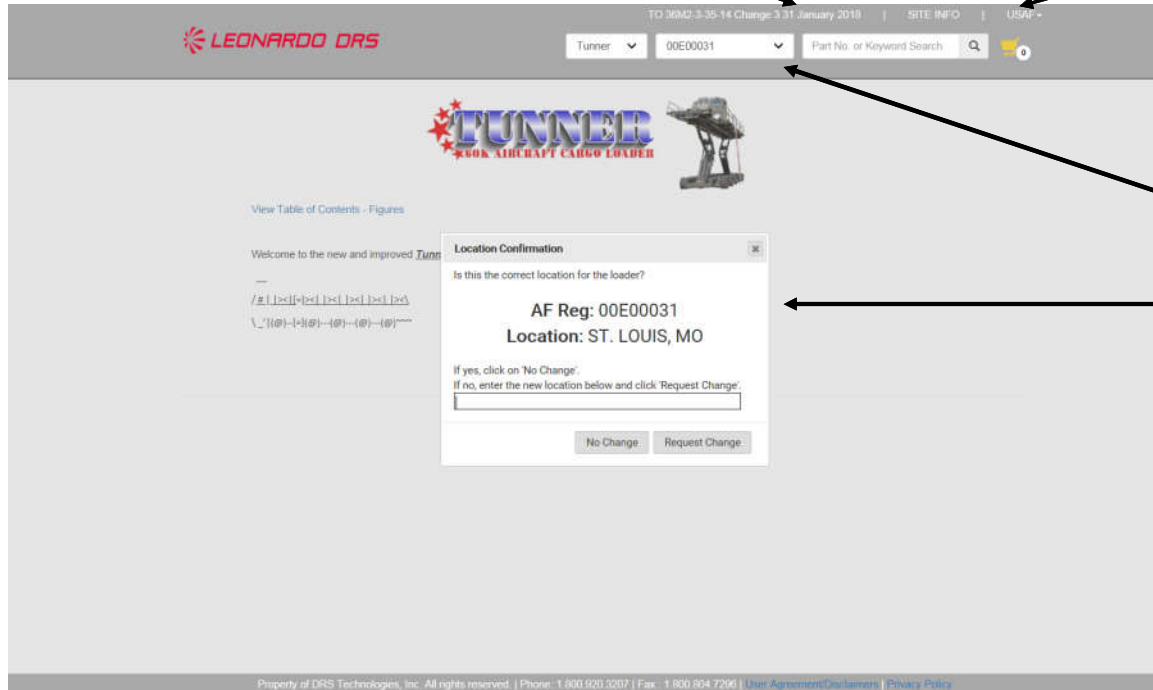 TO 36M2-3-35-14 Change 3 31 January 2018 | SITE INFO | USAF
LEONARDO DRS
Tunner 00E00031 Part No. or Keyword Search 0
TUNNER
60K AIRCRAFT CARGO LOADER
View Table of Contents - Figures
Welcome to the new and improved Tunn
Location Confirmation
Is this the correct location for the loader?
AF Reg: 00E00031
Location: ST. LOUIS, MO
If yes, click on 'No Change'.
If no, enter the new location below and click 'Request Change'.
No Change Request Change
Property of DRS Technologies, Inc. All rights reserved. | Phone: 1.800.920.3207 | Fax : 1.800.804.7296 | User Agreement/Disclaimers | Privacy Policy